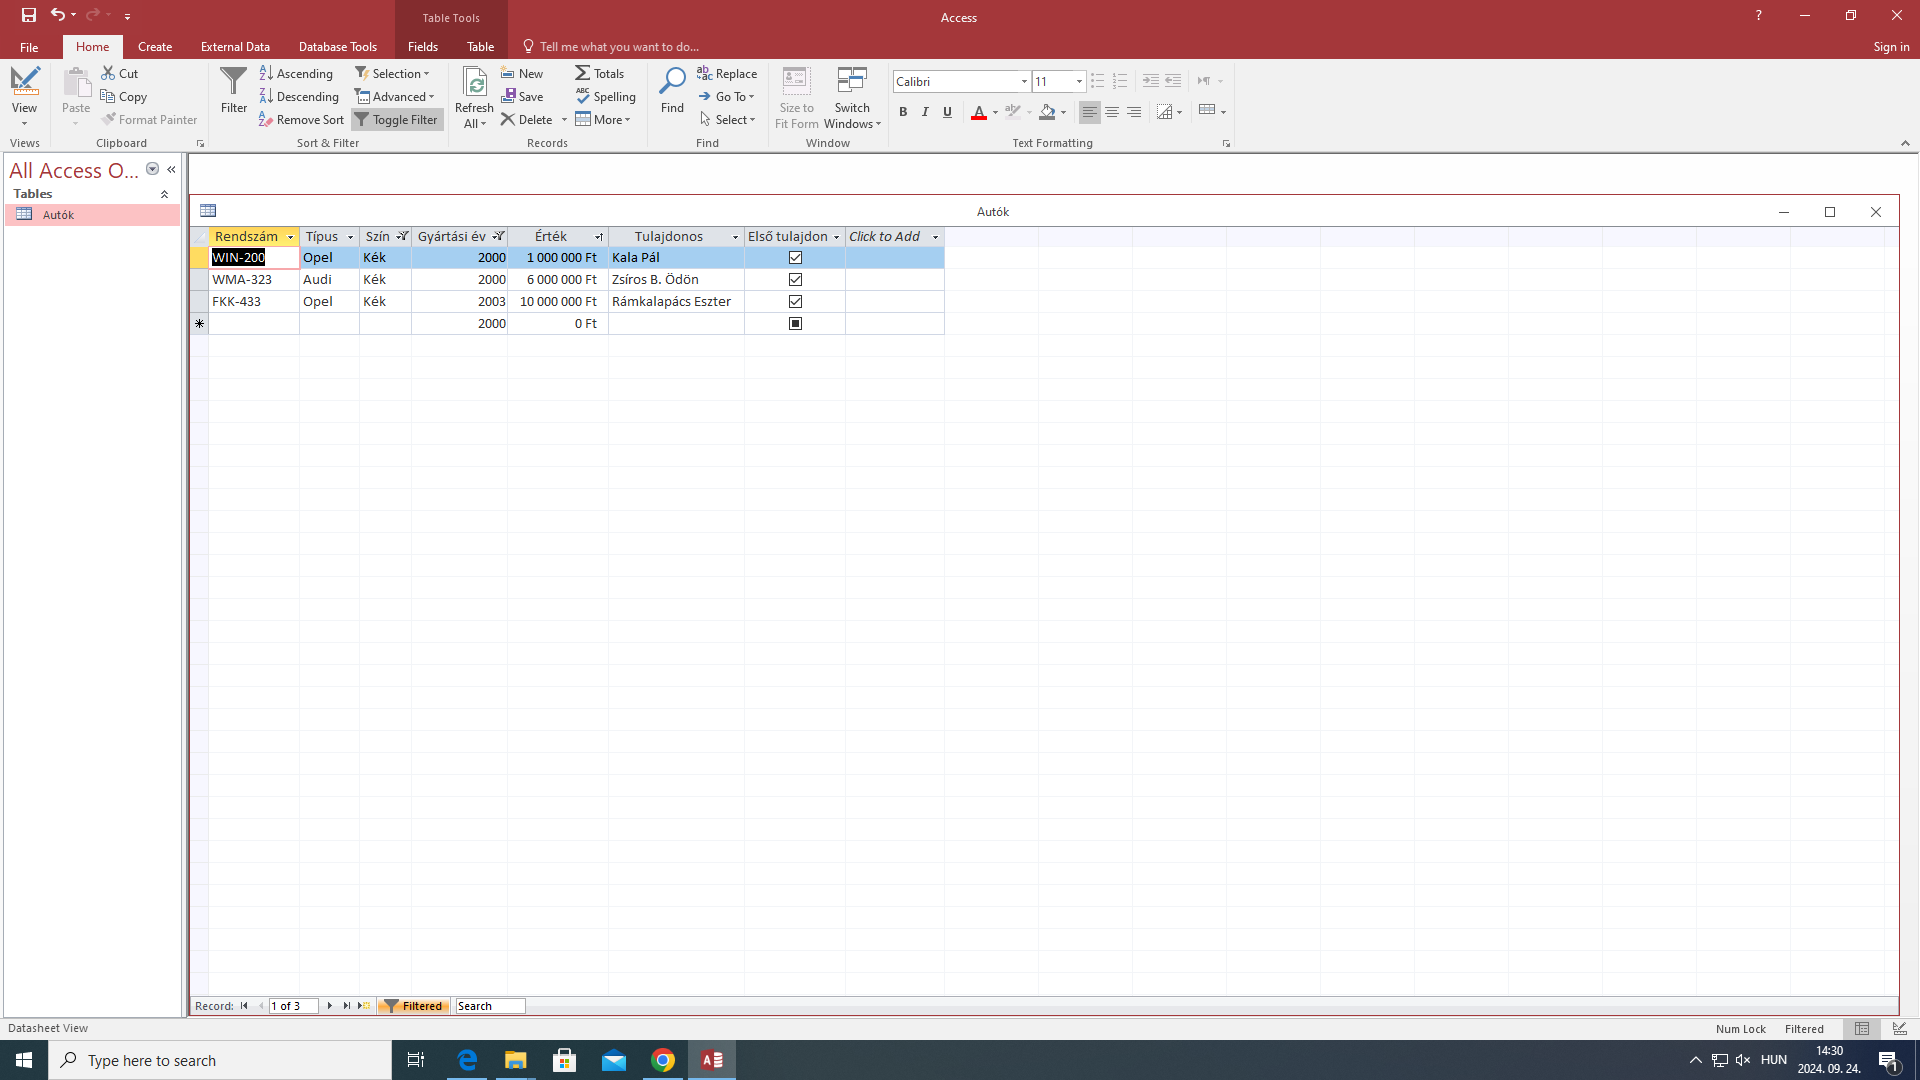 Table Tools
Access
?
File
Home
Create
External Data
Database Tools
Fields
Table
Tell me what you want to do...
Sign in
View
Views
Paste
Cut
Copy
Format Painter
Clipboard
Filter
Ascending
Descending
Remove Sort
Selection
Advanced
Toggle Filter
Sort & Filter
Refresh
All
New
Save
Delete
Totals
Spelling
More
Records
Find
Replace
Go To
Select
Find
Size to
Fit Form
Switch
Windows
Window
Calibri
11
B I U
Text Formatting
All Access O...
Tables
Autók
Autók
Rendszám Típus Szín Gyártási év Érték Tulajdonos Első tulajdon Click to Add
WIN-200 Opel Kék 2000 1 000 000 Ft Kala Pál
WMA-323 Audi Kék 2000 6 000 000 Ft Zsíros B. Ödön
FKK-433 Opel Kék 2003 10 000 000 Ft Rámkalapács Eszter
2000 0 Ft
Record: 1 of 3 Filtered Search
Datasheet View
Num Lock
Filtered
Type here to search
HUN
14:30
2024. 09. 24.
1